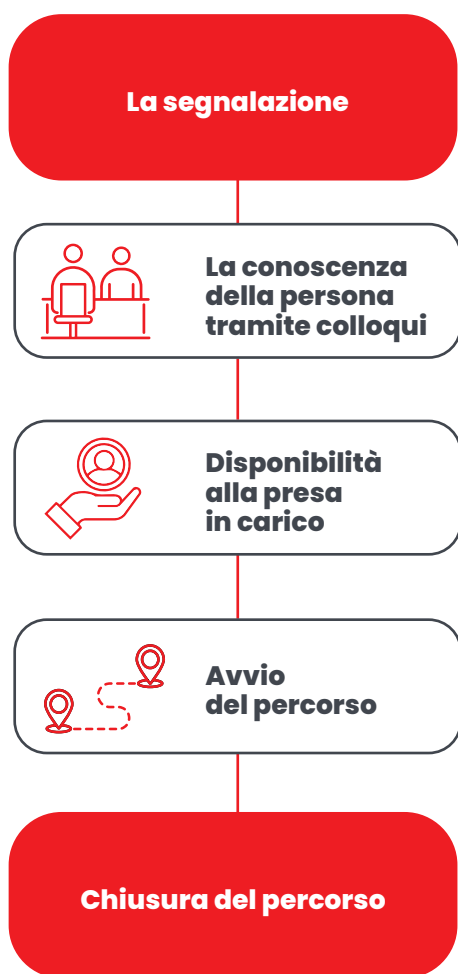 La segnalazione
La conoscenza
della persona
tramite colloqui
Disponibilità
alla presa
in carico
Avvio
del percorso
Chiusura del percorso